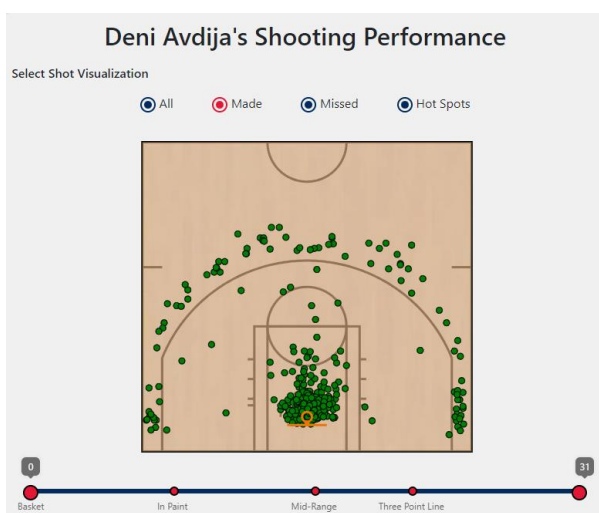 Deni Avdija's Shooting Performance
Select Shot Visualization
All Made Missed Hot Spots
0 31
Basket In Paint Mid-Range Three Point Line